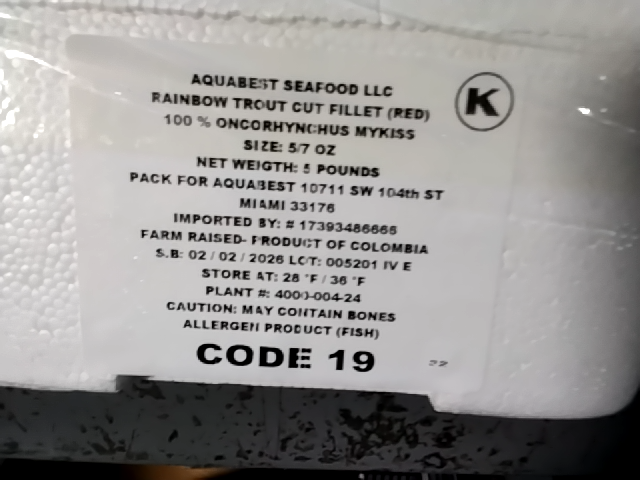 AQUABEST SEAFOOD LLC
RAINBOW TROUT CUT FILLET (RED)
K
100 % ONCORHYNCHUS MYKISS
SIZE: 5/7 OZ
NET WEIGTH: 5 POUNDS
PACK FOR AQUABEST 10711 SW 104th ST
MIAMI 33176
IMPORTED BY: # 17393486666
FARM RAISED- PRODUCT OF COLOMBIA
S.B: 02 / 02 / 2026 LOT: 005201 IV E
STORE AT: 28 °F / 36 °F
PLANT #: 4000-004-24
CAUTION: MAY CONTAIN BONES
ALLERGEN PRODUCT (FISH)
CODE 19
22